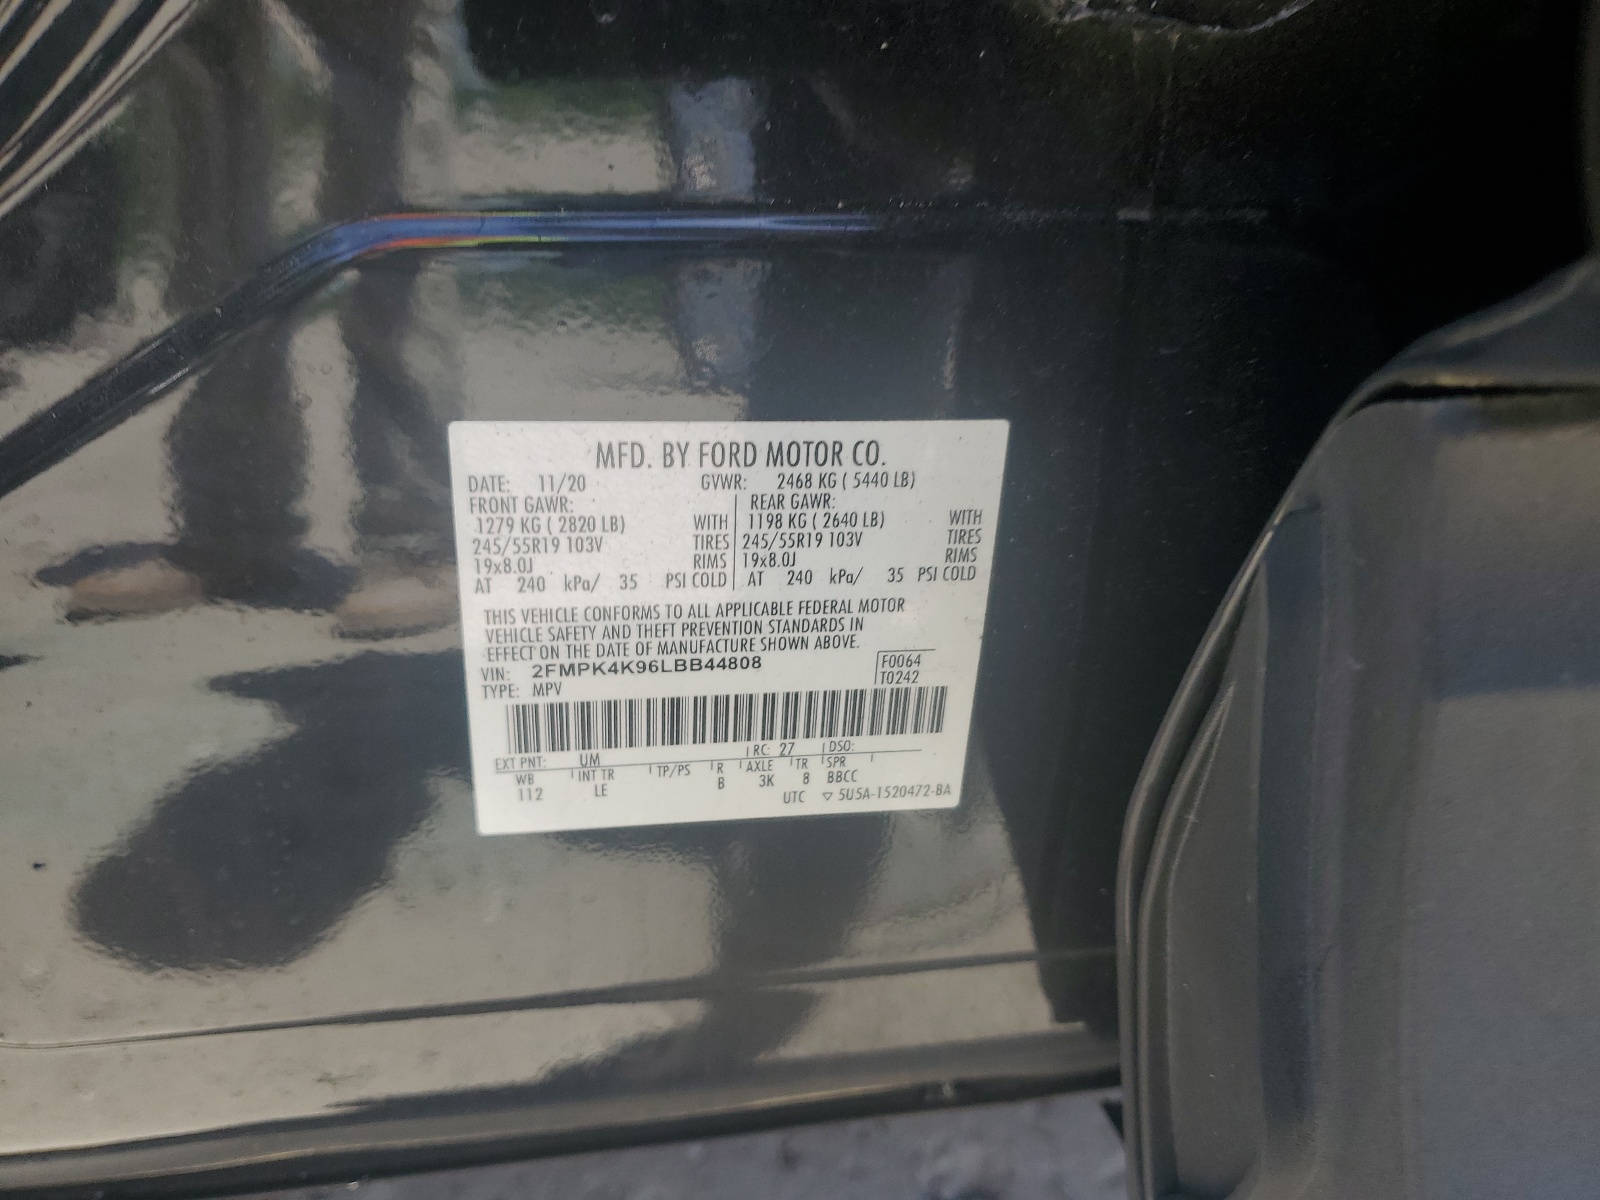 MFD. BY FORD MOTOR CO.
DATE: 11/20 GVWR: 2468 KG ( 5440 LB)
FRONT GAWR: REAR GAWR:
1279 KG ( 2820 LB) WITH 1198 KG ( 2640 LB) WITH
245/55R19 103V TIRES 245/55R19 103V TIRES
19x8.0J RIMS 19x8.0J RIMS
AT 240 kPa/ 35 PSI COLD AT 240 kPa/ 35 PSI COLD
THIS VEHICLE CONFORMS TO ALL APPLICABLE FEDERAL MOTOR
VEHICLE SAFETY AND THEFT PREVENTION STANDARDS IN
EFFECT ON THE DATE OF MANUFACTURE SHOWN ABOVE.
VIN: 2FMPK4K96LBB44808 F0064
TYPE: MPV T0242
EXT PNT: UM RC: 27 DSO:
WB INT TR TP/PS R AXLE TR SPR
112 LE B 3K 8 BBCC
UTC ▽ 5U5A-1520472-BA